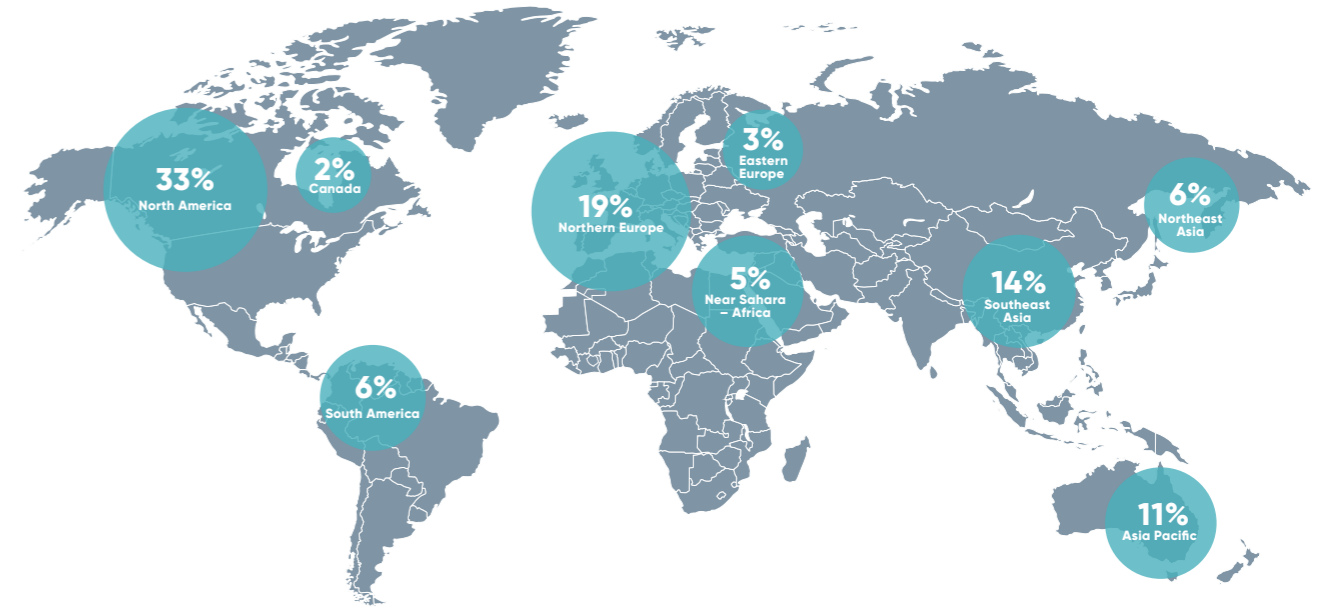 33%
North America
2%
Canada
19%
Northern Europe
3%
Eastern
Europe
5%
Near Sahara
– Africa
6%
Northeast
Asia
14%
Southeast
Asia
6%
South America
11%
Asia Pacific